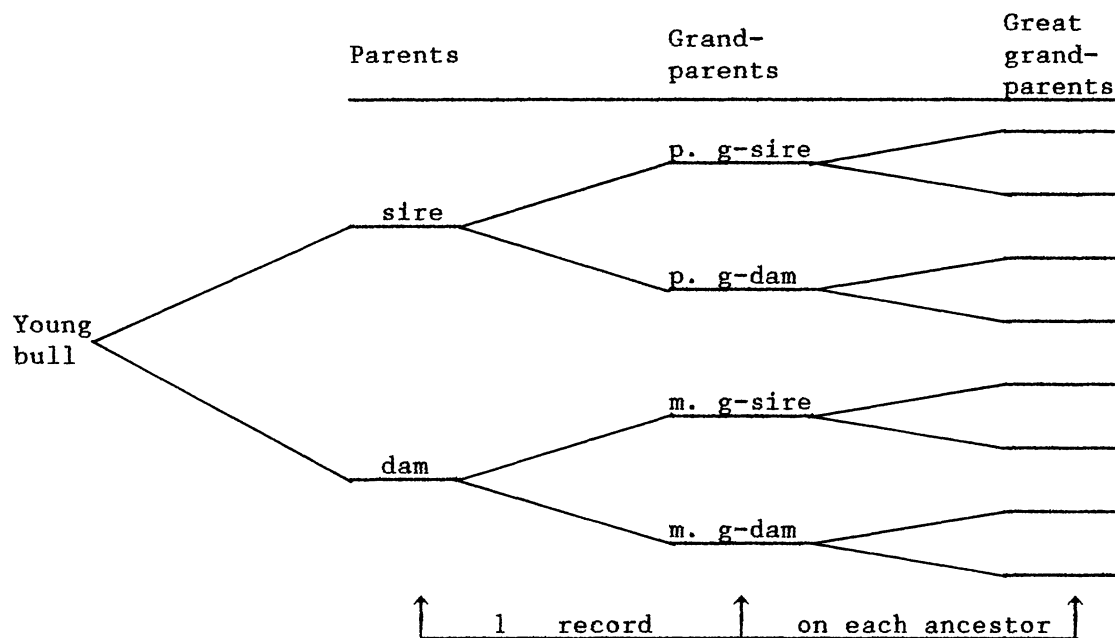 Parents
Grand-
parents
Great
grand-
parents
p. g-sire
sire
p. g-dam
Young
bull
m. g-sire
dam
m. g-dam
1 record on each ancestor